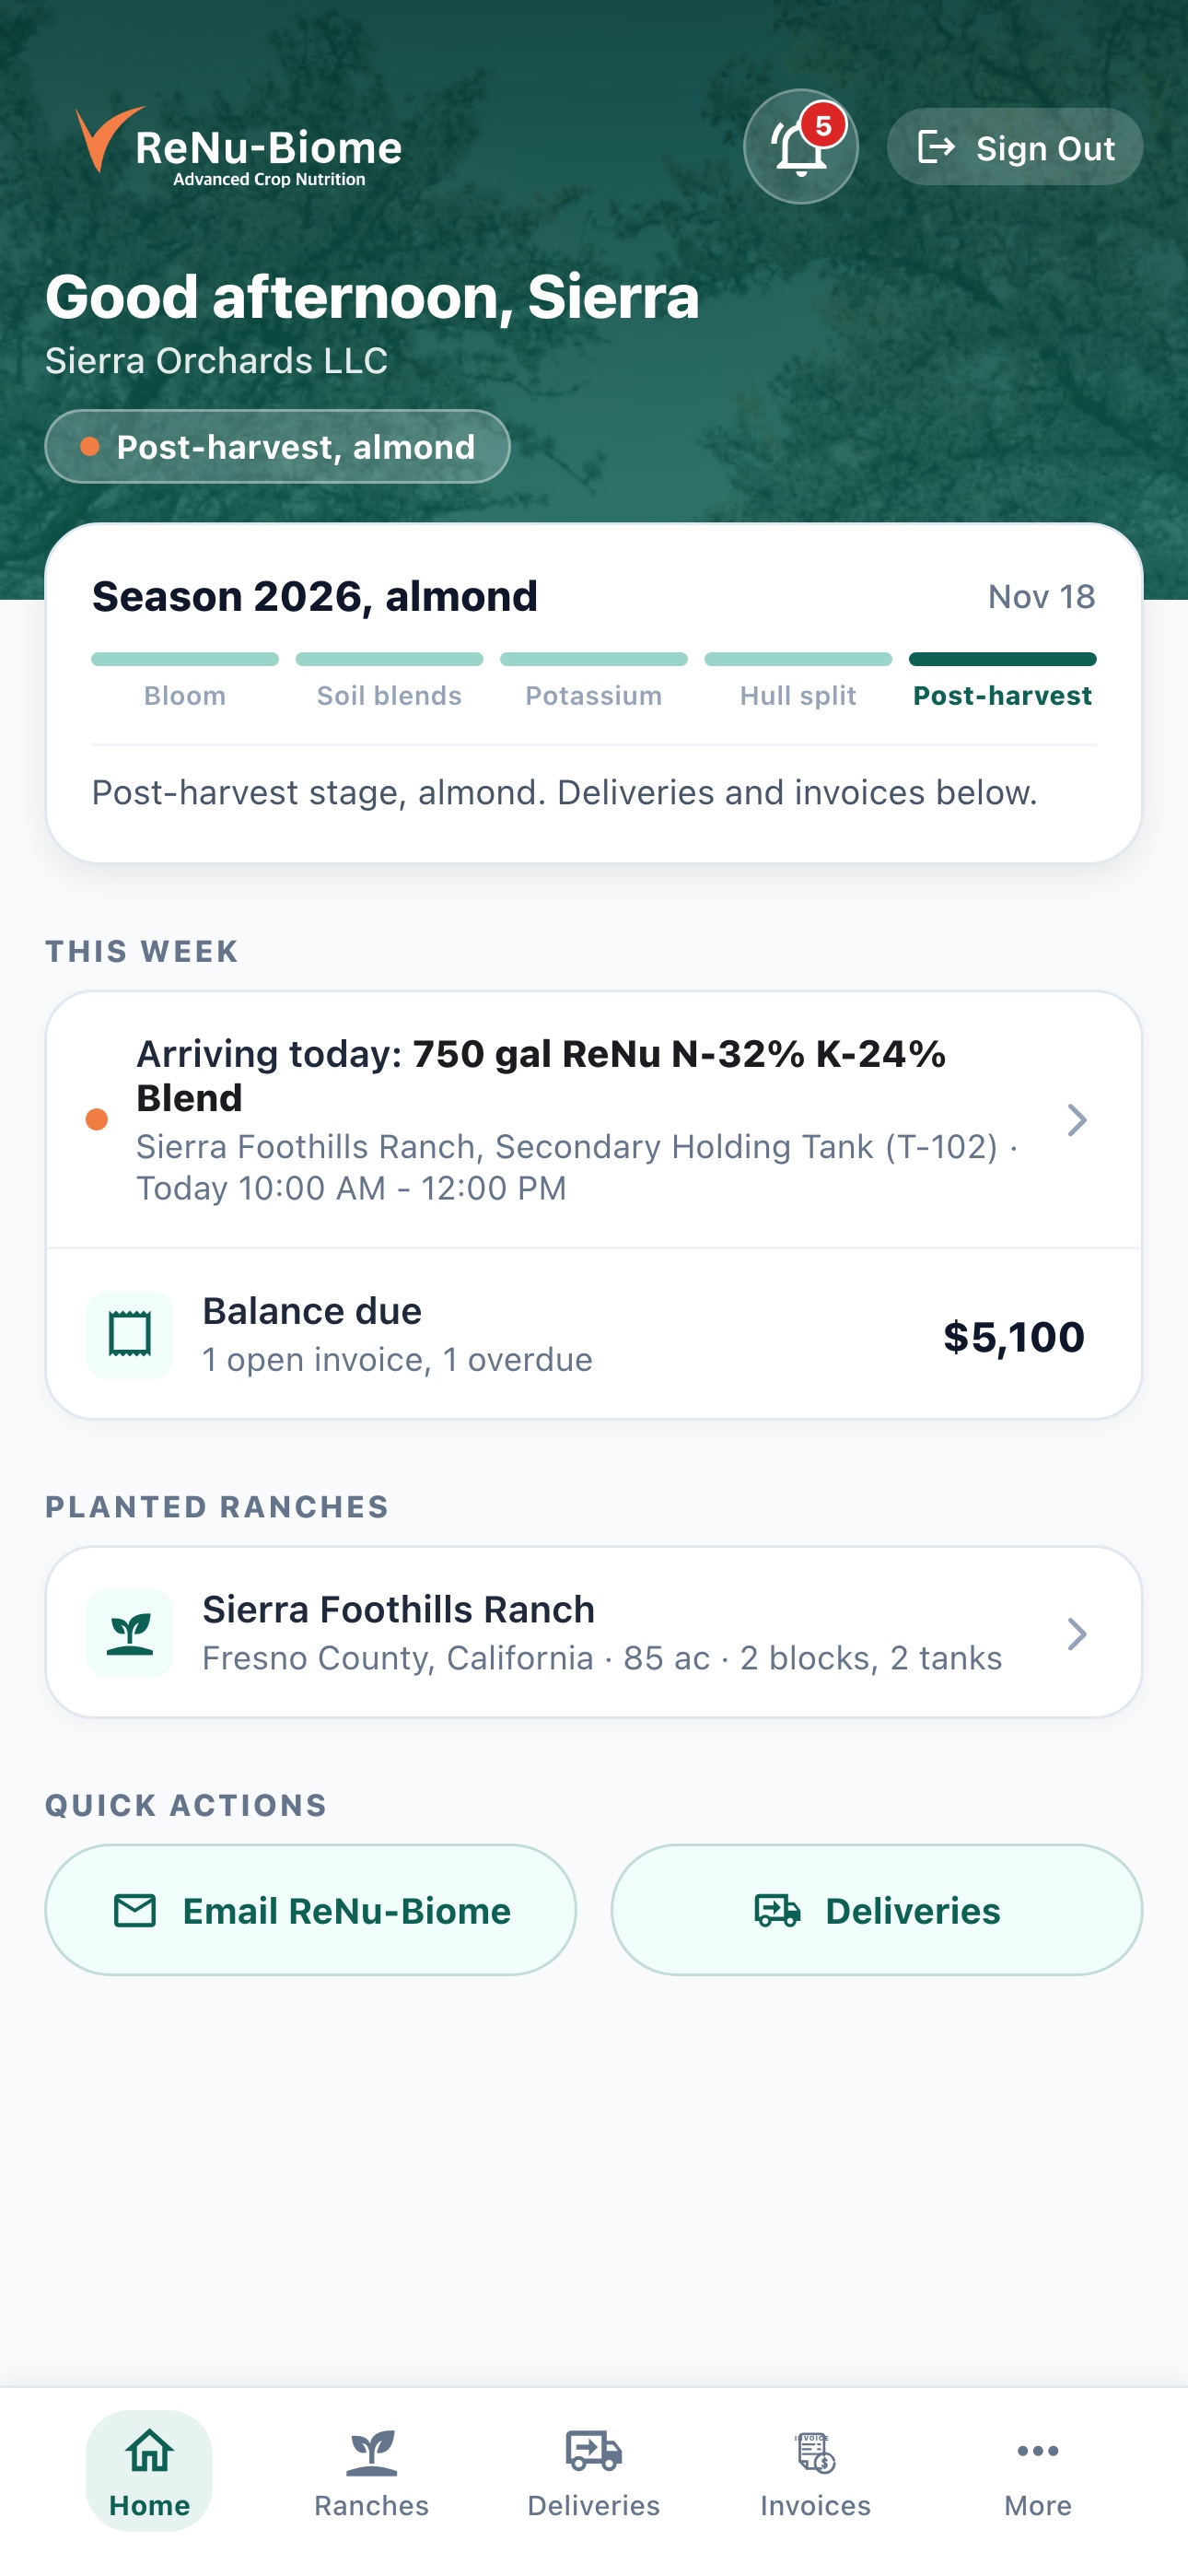 ReNu-Biome
Advanced Crop Nutrition
5
Sign Out
Good afternoon, Sierra
Sierra Orchards LLC
Post-harvest, almond
Season 2026, almond
Nov 18
Bloom
Soil blends
Potassium
Hull split
Post-harvest
Post-harvest stage, almond. Deliveries and invoices below.
THIS WEEK
Arriving today: 750 gal ReNu N-32% K-24%
Blend
Sierra Foothills Ranch, Secondary Holding Tank (T-102) ·
Today 10:00 AM - 12:00 PM
Balance due
1 open invoice, 1 overdue
$5,100
PLANTED RANCHES
Sierra Foothills Ranch
Fresno County, California · 85 ac · 2 blocks, 2 tanks
QUICK ACTIONS
Email ReNu-Biome
Deliveries
INVOICE
$
Home
Ranches
Deliveries
Invoices
More